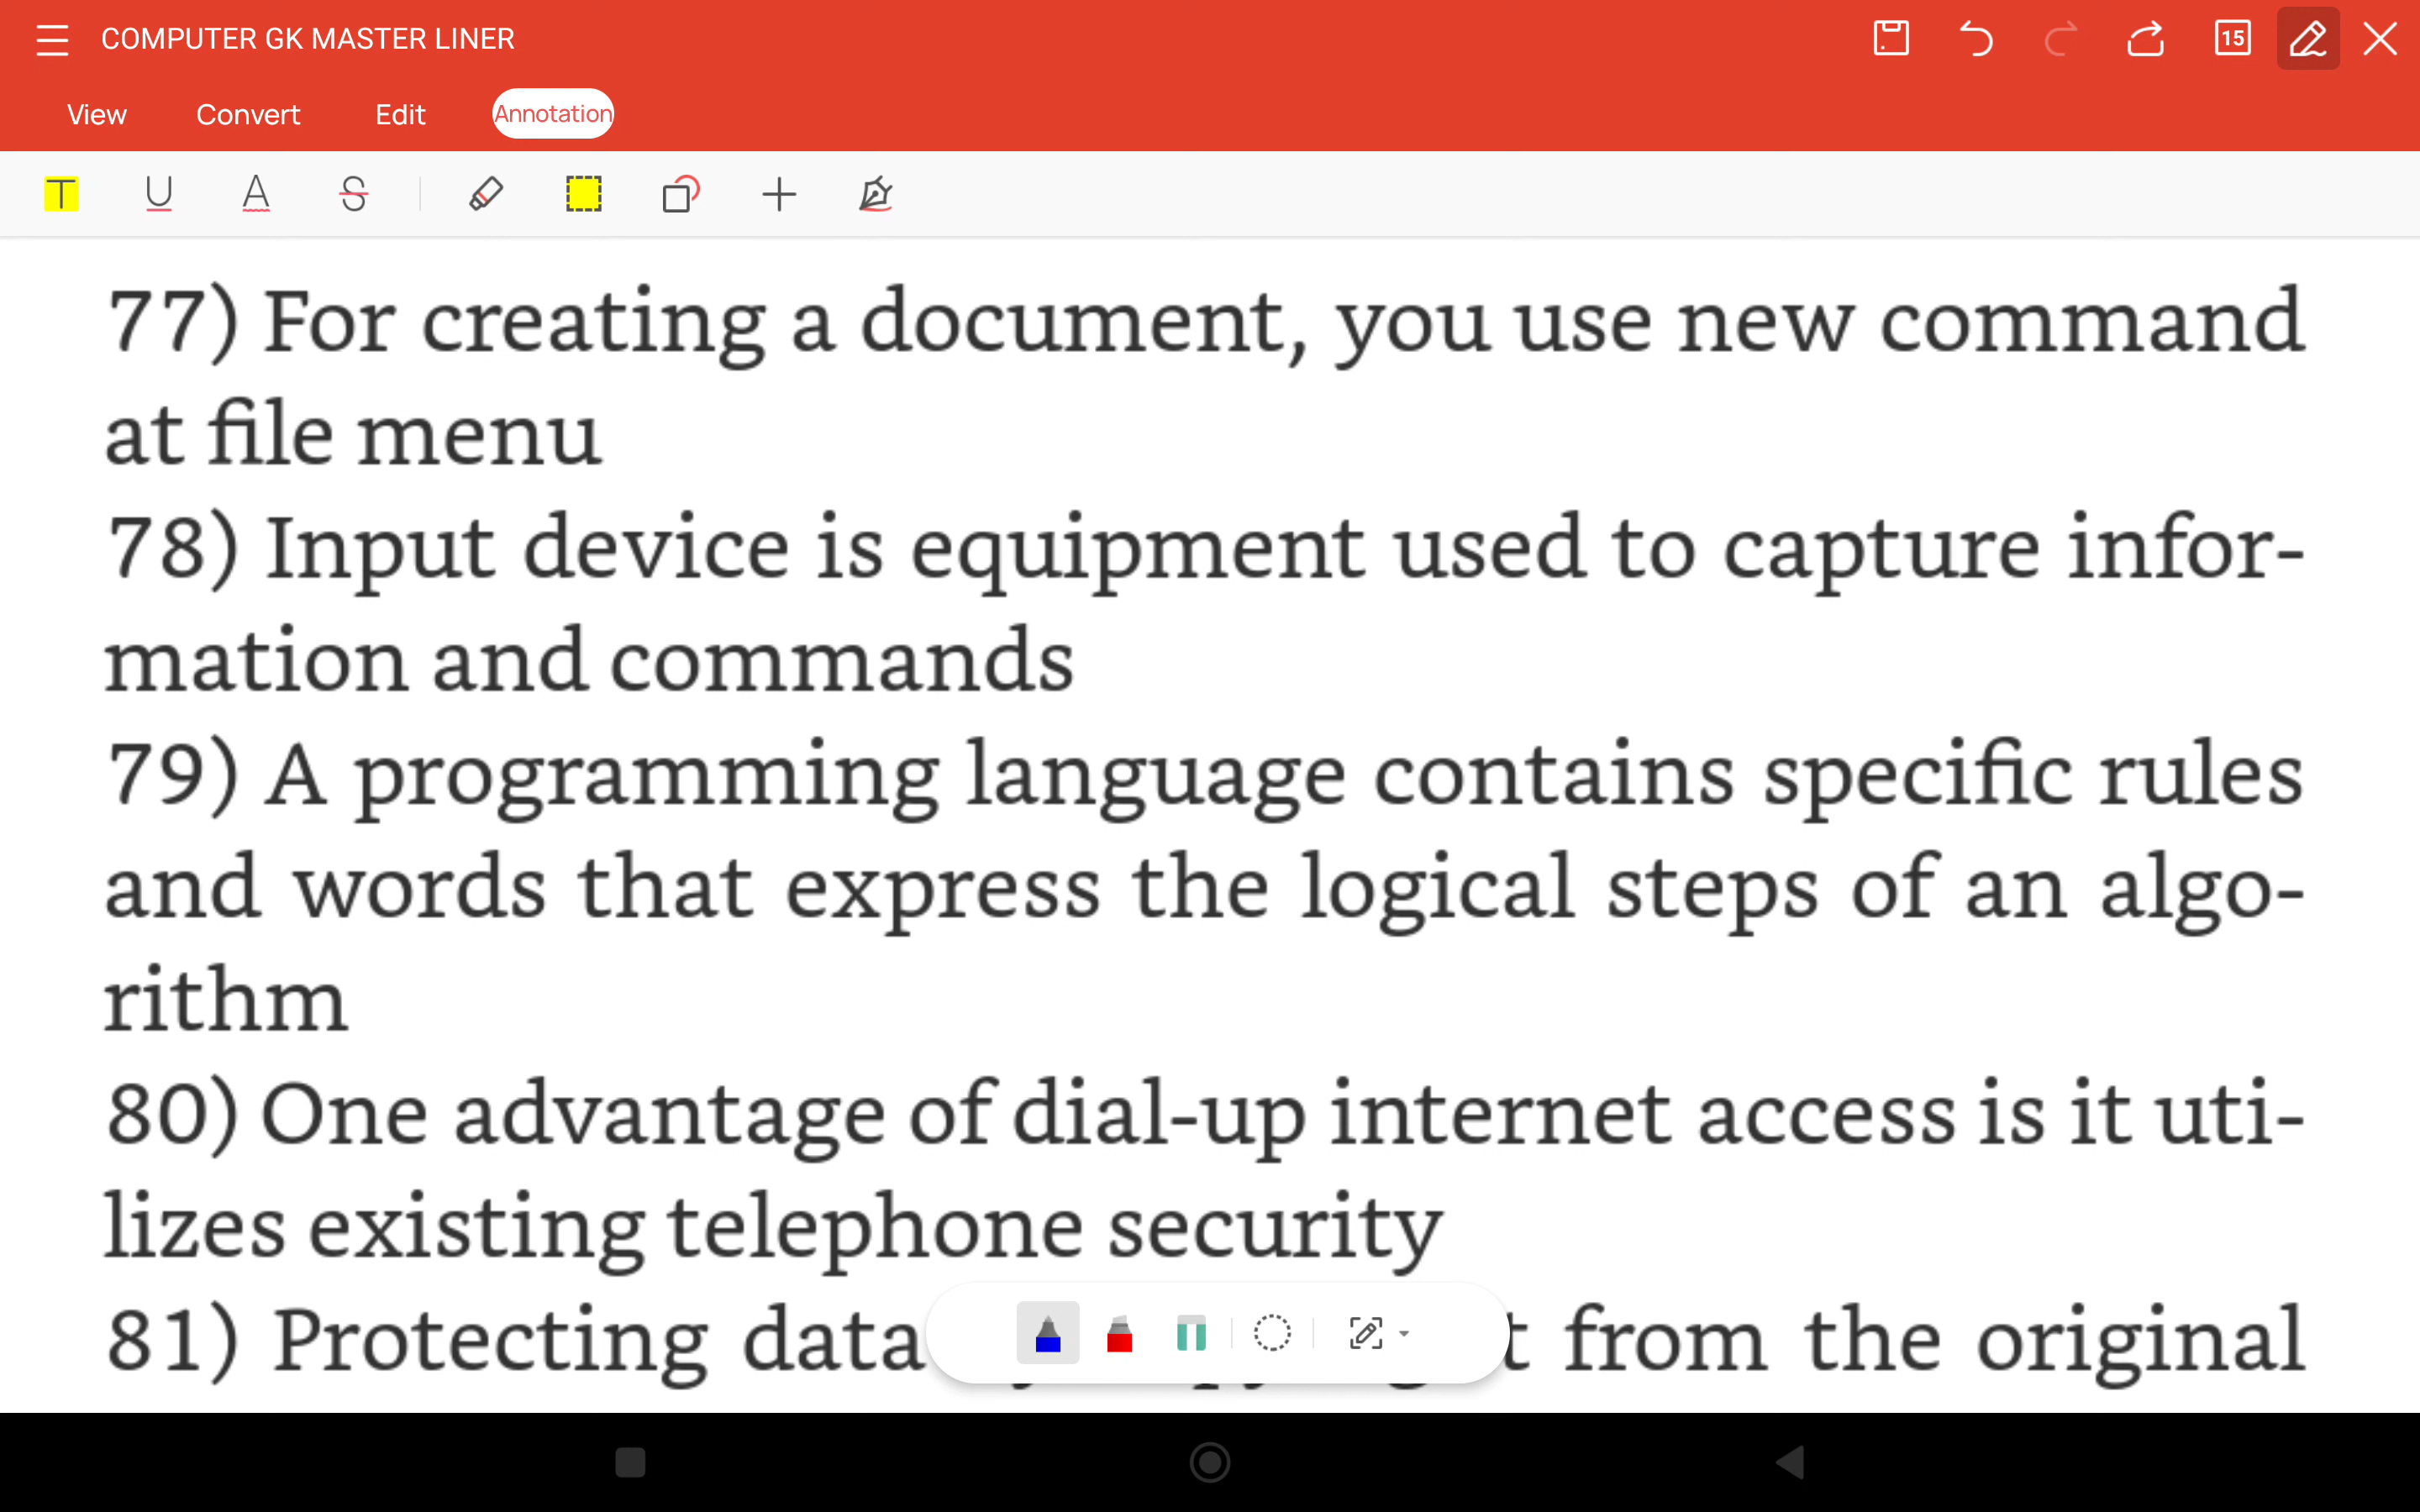 COMPUTER GK MASTER LINER
15
View Convert Edit Annotation
T U A S
77) For creating a document, you use new command
at file menu
78) Input device is equipment used to capture infor-
mation and commands
79) A programming language contains specific rules
and words that express the logical steps of an algo-
rithm
80) One advantage of dial-up internet access is it uti-
lizes existing telephone security
81) Protecting data from the original